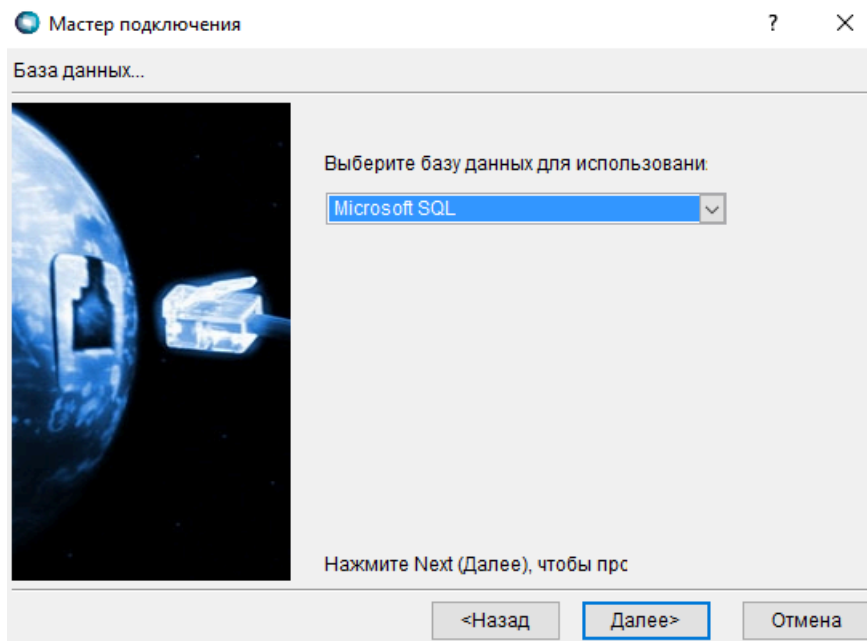 Мастер подключения
База данных...
Выберите базу данных для использовани
Microsoft SQL
Нажмите Next (Далее), чтобы прс
<Назад
Далее>
Отмена